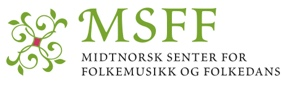 MSFF
MIDTNORSK SENTER FOR
FOLKEMUSIKK OG FOLKEDANS